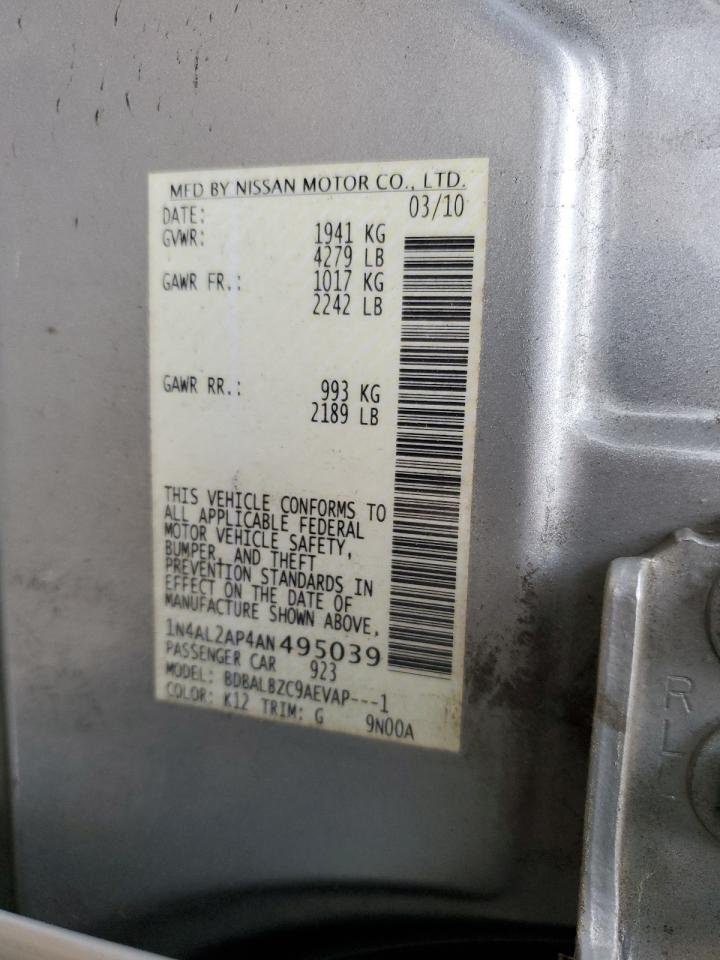 MFD BY NISSAN MOTOR CO., LTD.
DATE: 03/10
GVWR: 1941 KG
4279 LB
GAWR FR.: 1017 KG
2242 LB
GAWR RR.: 993 KG
2189 LB
THIS VEHICLE CONFORMS TO
ALL APPLICABLE FEDERAL
MOTOR VEHICLE SAFETY,
BUMPER, AND THEFT
PREVENTION STANDARDS IN
EFFECT ON THE DATE OF
MANUFACTURE SHOWN ABOVE,
1N4AL2AP4AN495039
PASSENGER CAR 923
MODEL: BDBALBZC9AEVAP---1
COLOR: K12 TRIM: G 9N00A
R
L